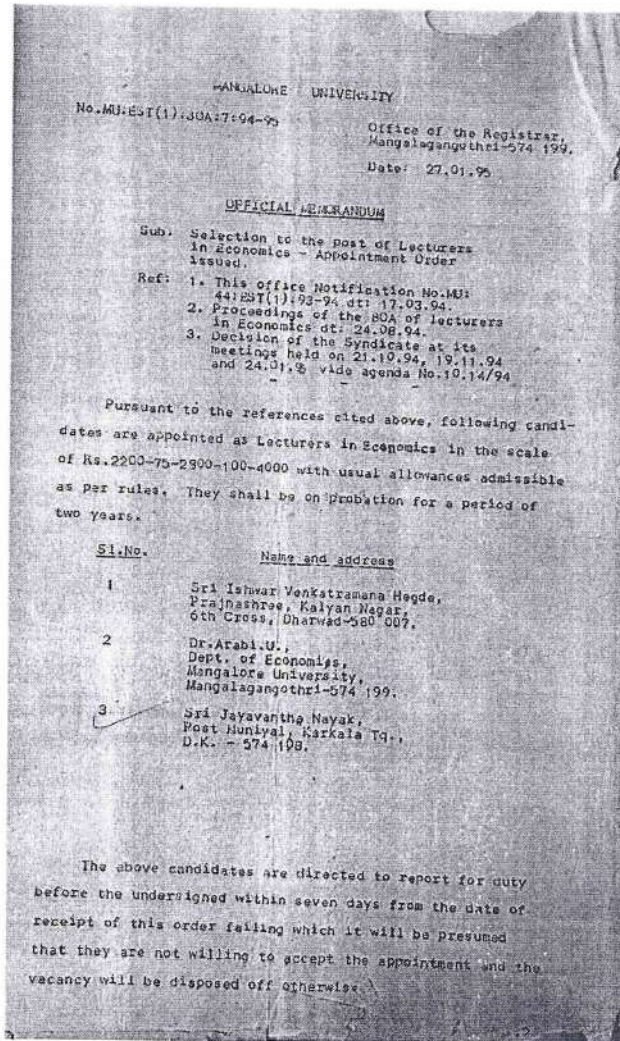 MANGALORE UNIVERSITY
No.MU:EST(1):BOA:7:94-95
Office of the Registrar,
Mangalagangothri-574 199.
Date: 27.01.95
OFFICIAL MEMORANDUM
Sub: Selection to the post of Lecturers
in Economics - Appointment Order
issued.
Ref: 1. This office Notification No.MU:
44:EST(1):93-94 dt: 17.03.94.
2. Proceedings of the BOA of lecturers
in Economics dt: 24.08.94.
3. Decision of the Syndicate at its
meetings held on 21.10.94, 19.11.94
and 24.01.95 vide agenda No.10.14/94
- - -
Pursuant to the references cited above, following candi-
dates are appointed as Lecturers in Economics in the scale
of Rs.2200-75-2800-100-4000 with usual allowances admissible
as per rules. They shall be on probation for a period of
two years.
Sl.No. Name and address
1 Sri Ishwar Venkatramana Hegde,
Prajnashree, Kalyan Nagar,
6th Cross, Dharwad-580 007.
2 Dr.Arabi.U.,
Dept. of Economics,
Mangalore University,
Mangalagangothri-574 199.
3 Sri Jayavantha Nayak,
Post Muniyal, Karkala Tq.,
D.K. - 574 108.
The above candidates are directed to report for duty
before the undersigned within seven days from the date of
receipt of this order failing which it will be presumed
that they are not willing to accept the appointment and the
vacancy will be disposed off otherwise.